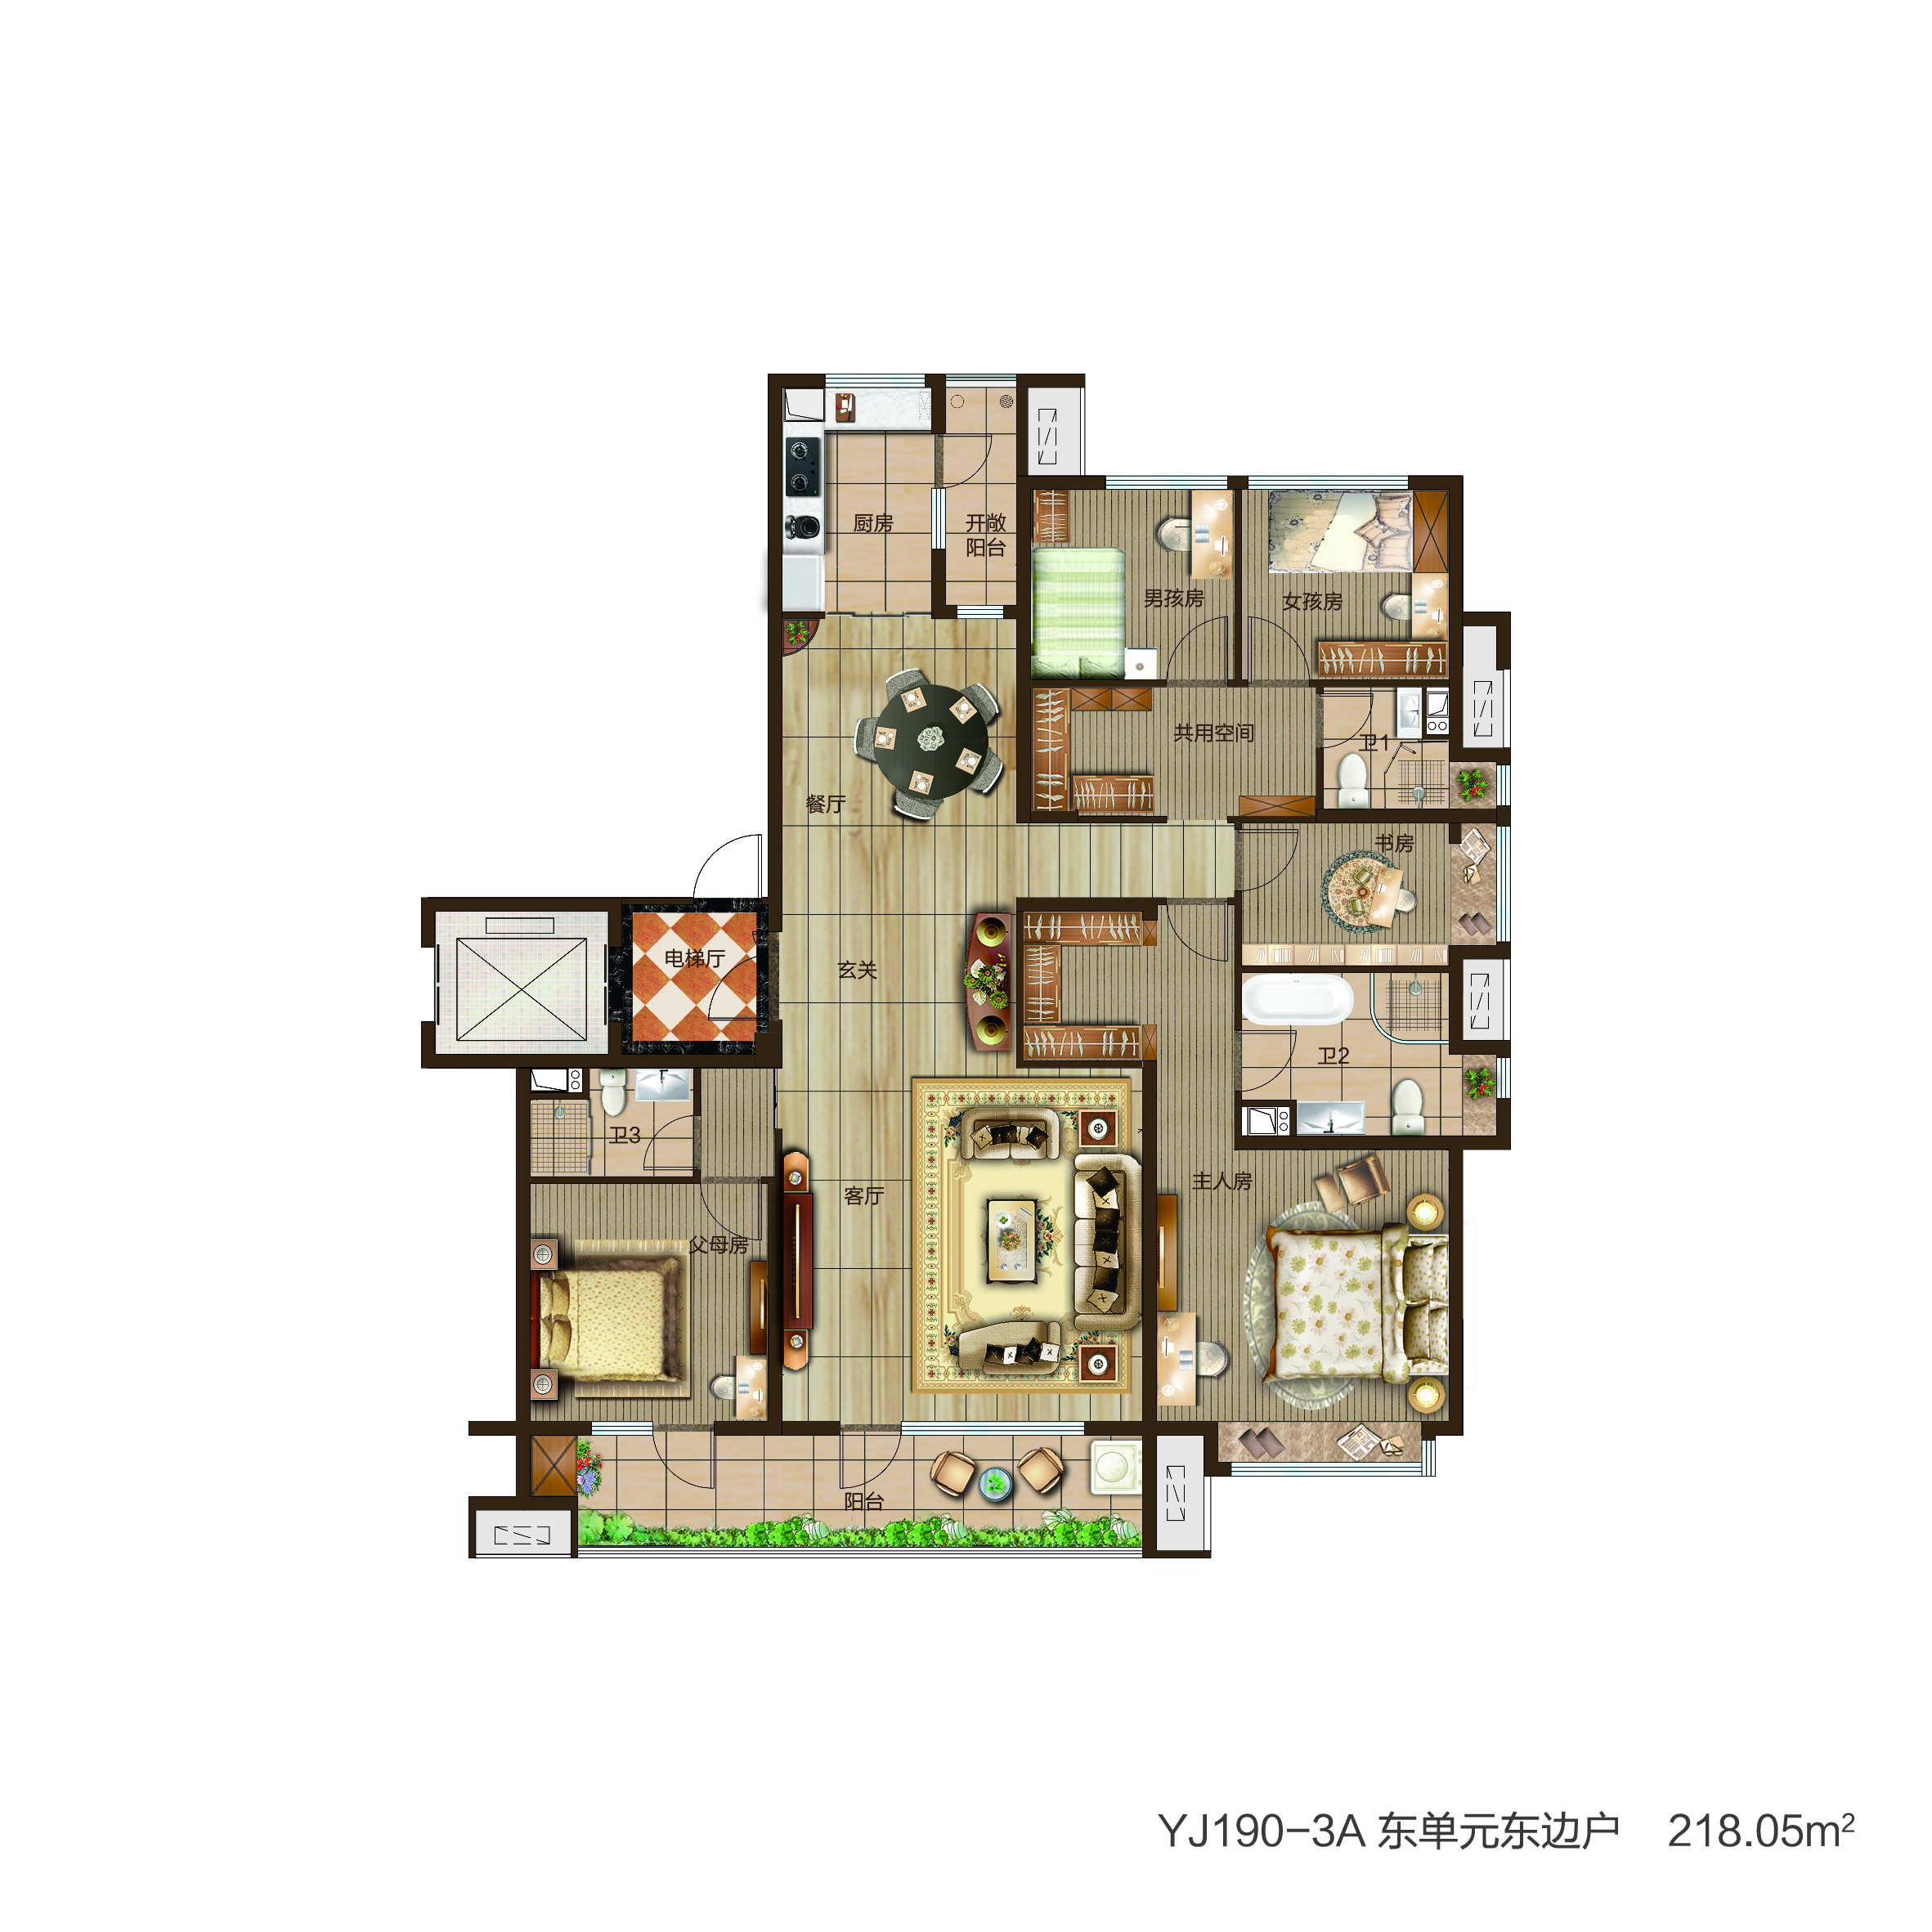 厨房
开敞
阳台
男孩房
女孩房
共用空间
卫1
餐厅
书房
电梯厅
玄关
卫2
卫3
主人房
客厅
父母房
阳台
YJ190-3A 东单元东边户 218.05m²